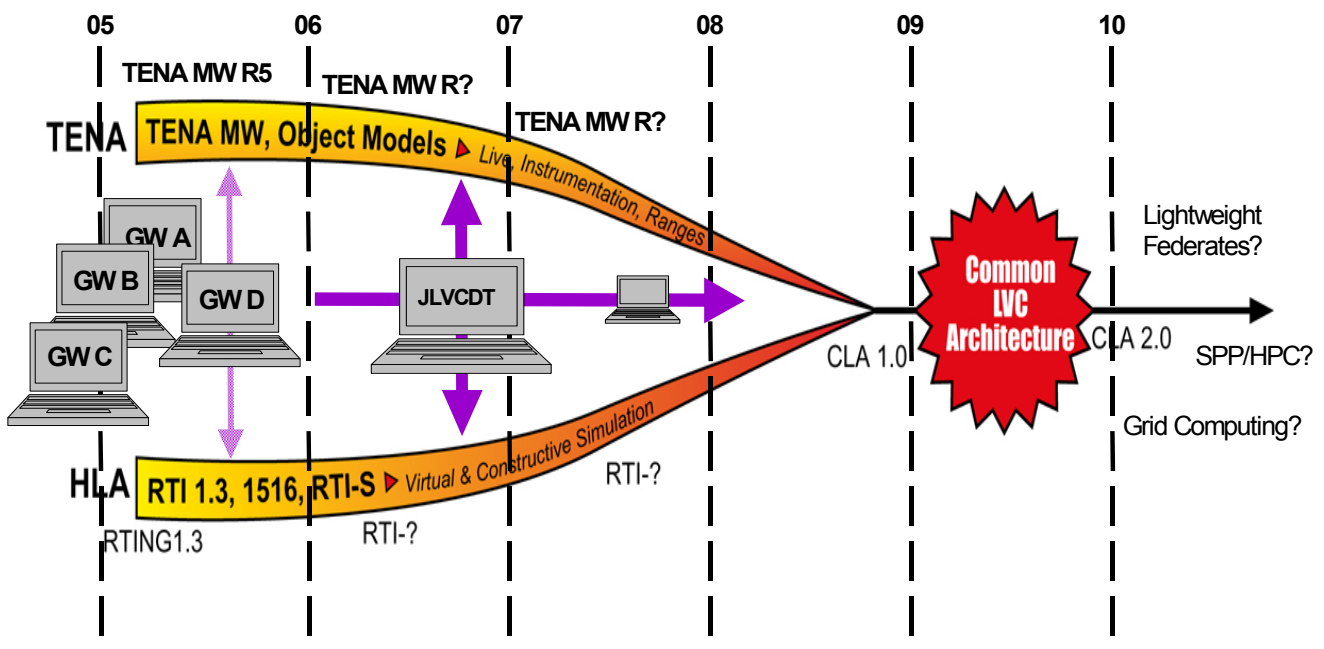 05 06 07 08 09 10
TENA MW R5
TENA MW R?
TENA MW R?
TENA
TENA MW, Object Models
Live, Instrumentation, Ranges
GW A
GW B
GW C
GW D
JLVCDT
Common
LVC
Architecture
CLA 1.0
CLA 2.0
Lightweight
Federates?
SPP/HPC?
Grid Computing?
HLA
RTI 1.3, 1516, RTI-S
Virtual & Constructive Simulation
RTING1.3
RTI-?
RTI-?